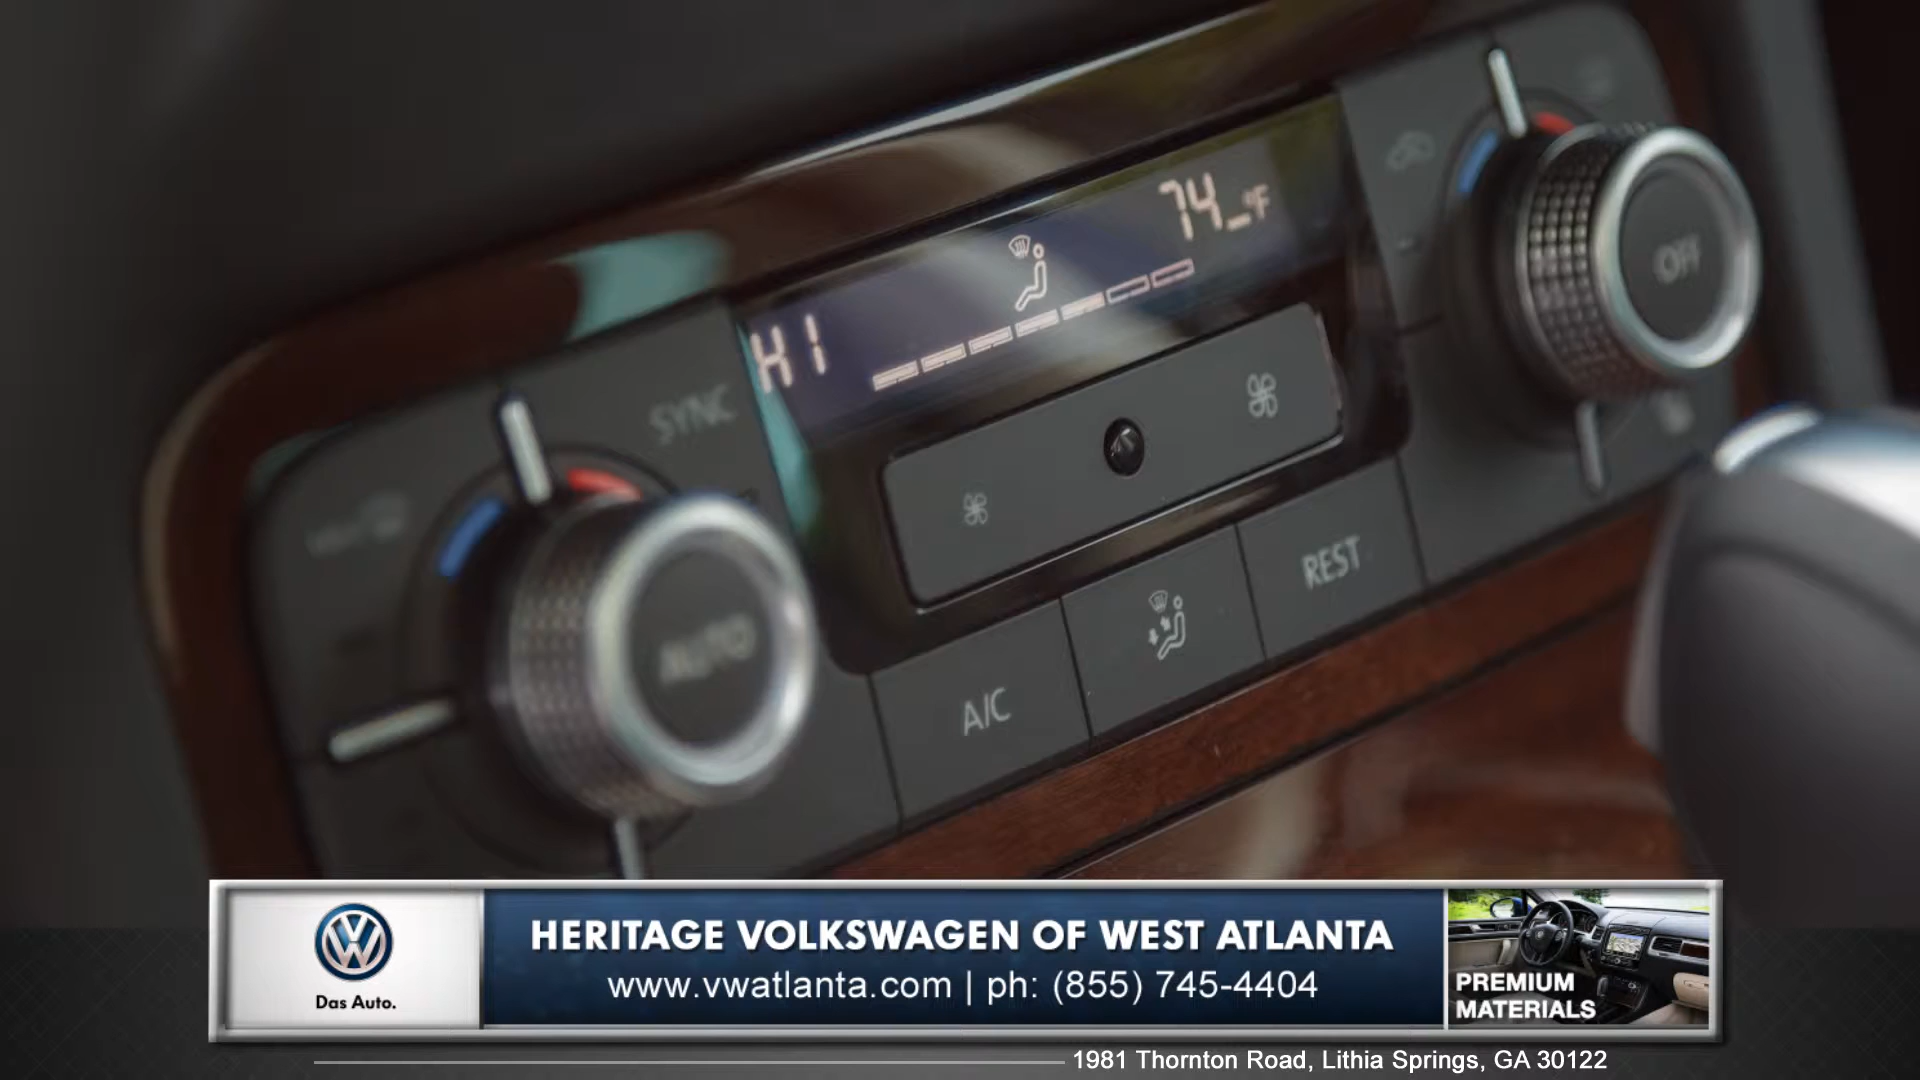 74 °F
HI
OFF
SYNC
AUTO
REST
A/C
HERITAGE VOLKSWAGEN OF WEST ATLANTA
www.vwatlanta.com | ph: (855) 745-4404
Das Auto.
PREMIUM
MATERIALS
1981 Thornton Road, Lithia Springs, GA 30122